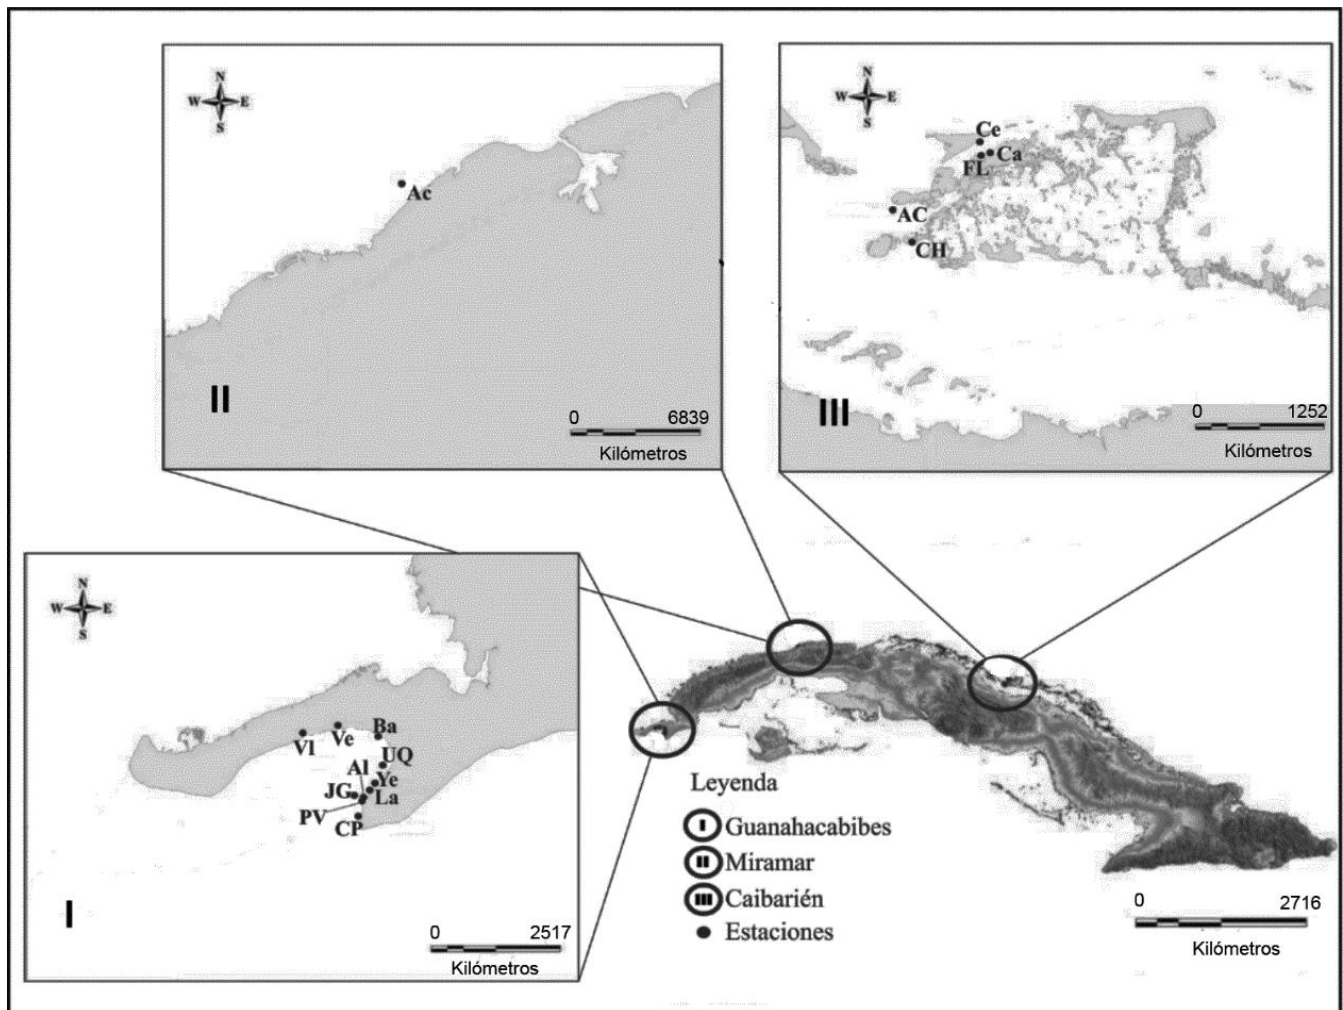 N
W E
S
Ac
II
0 6839
Kilómetros
N
W E
S
Ce
Ca
FL
AC
CH
III
0 1252
Kilómetros
N
W E
S
Vl
Ve
Ba
UQ
Al
Ye
JG
La
PV
CP
I
0 2517
Kilómetros
Leyenda
I Guanahacabibes
II Miramar
III Caibarién
Estaciones
0 2716
Kilómetros